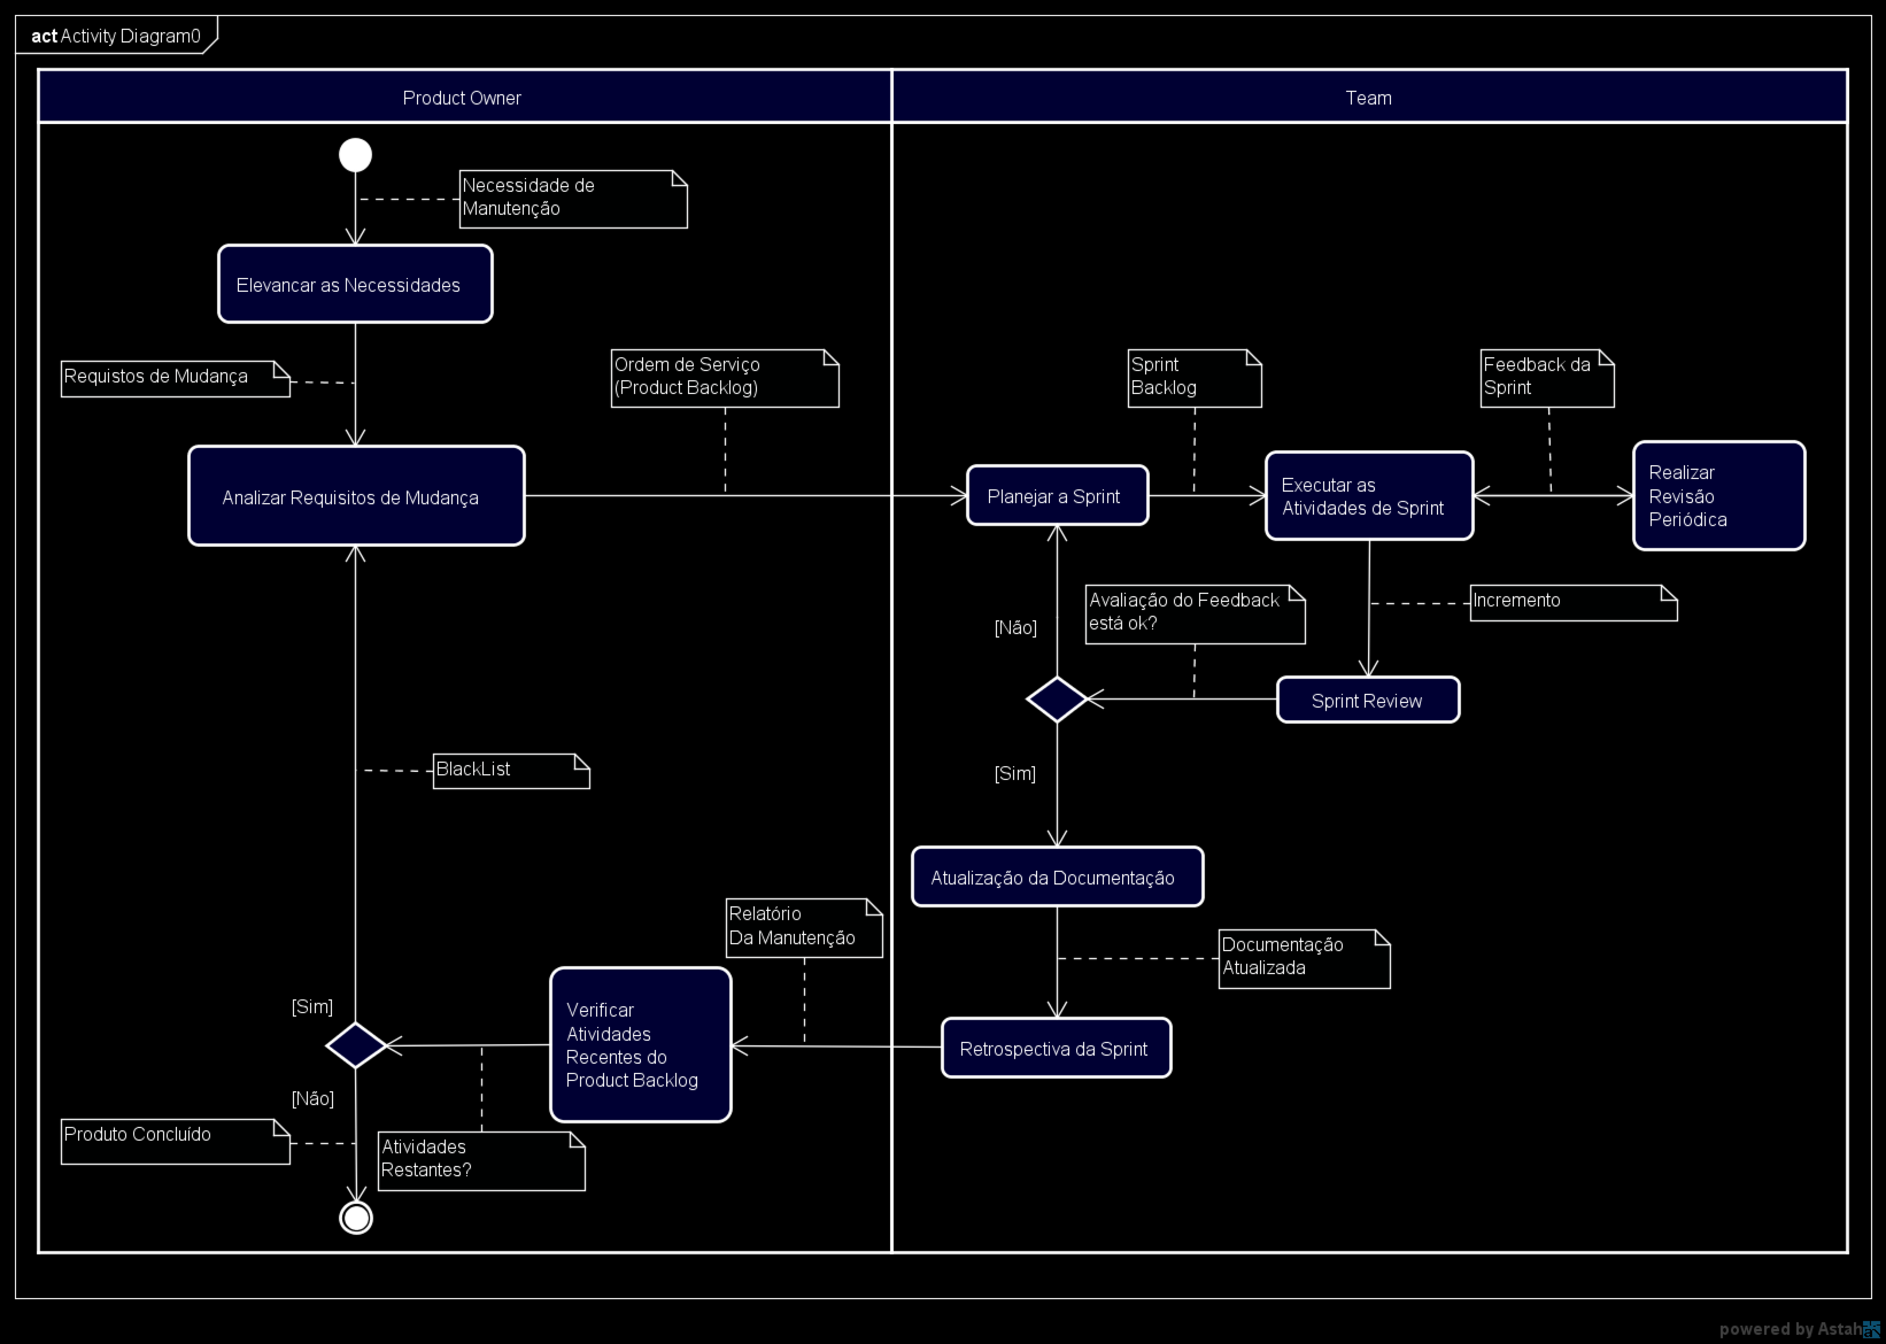 act Activity Diagram0
Product Owner
Team
Necessidade de
Manutenção
Elevancar as Necessidades
Requistos de Mudança
Ordem de Serviço
(Product Backlog)
Sprint
Backlog
Feedback da
Sprint
Analizar Requisitos de Mudança
Planejar a Sprint
Executar as
Atividades de Sprint
Realizar
Revisão
Periódica
[Não]
Avaliação do Feedback
está ok?
Incremento
Sprint Review
BlackList
[Sim]
Atualização da Documentação
Relatório
Da Manutenção
Documentação
Atualizada
[Sim]
Verificar
Atividades
Recentes do
Product Backlog
Retrospectiva da Sprint
[Não]
Produto Concluído
Atividades
Restantes?
powered by Astah